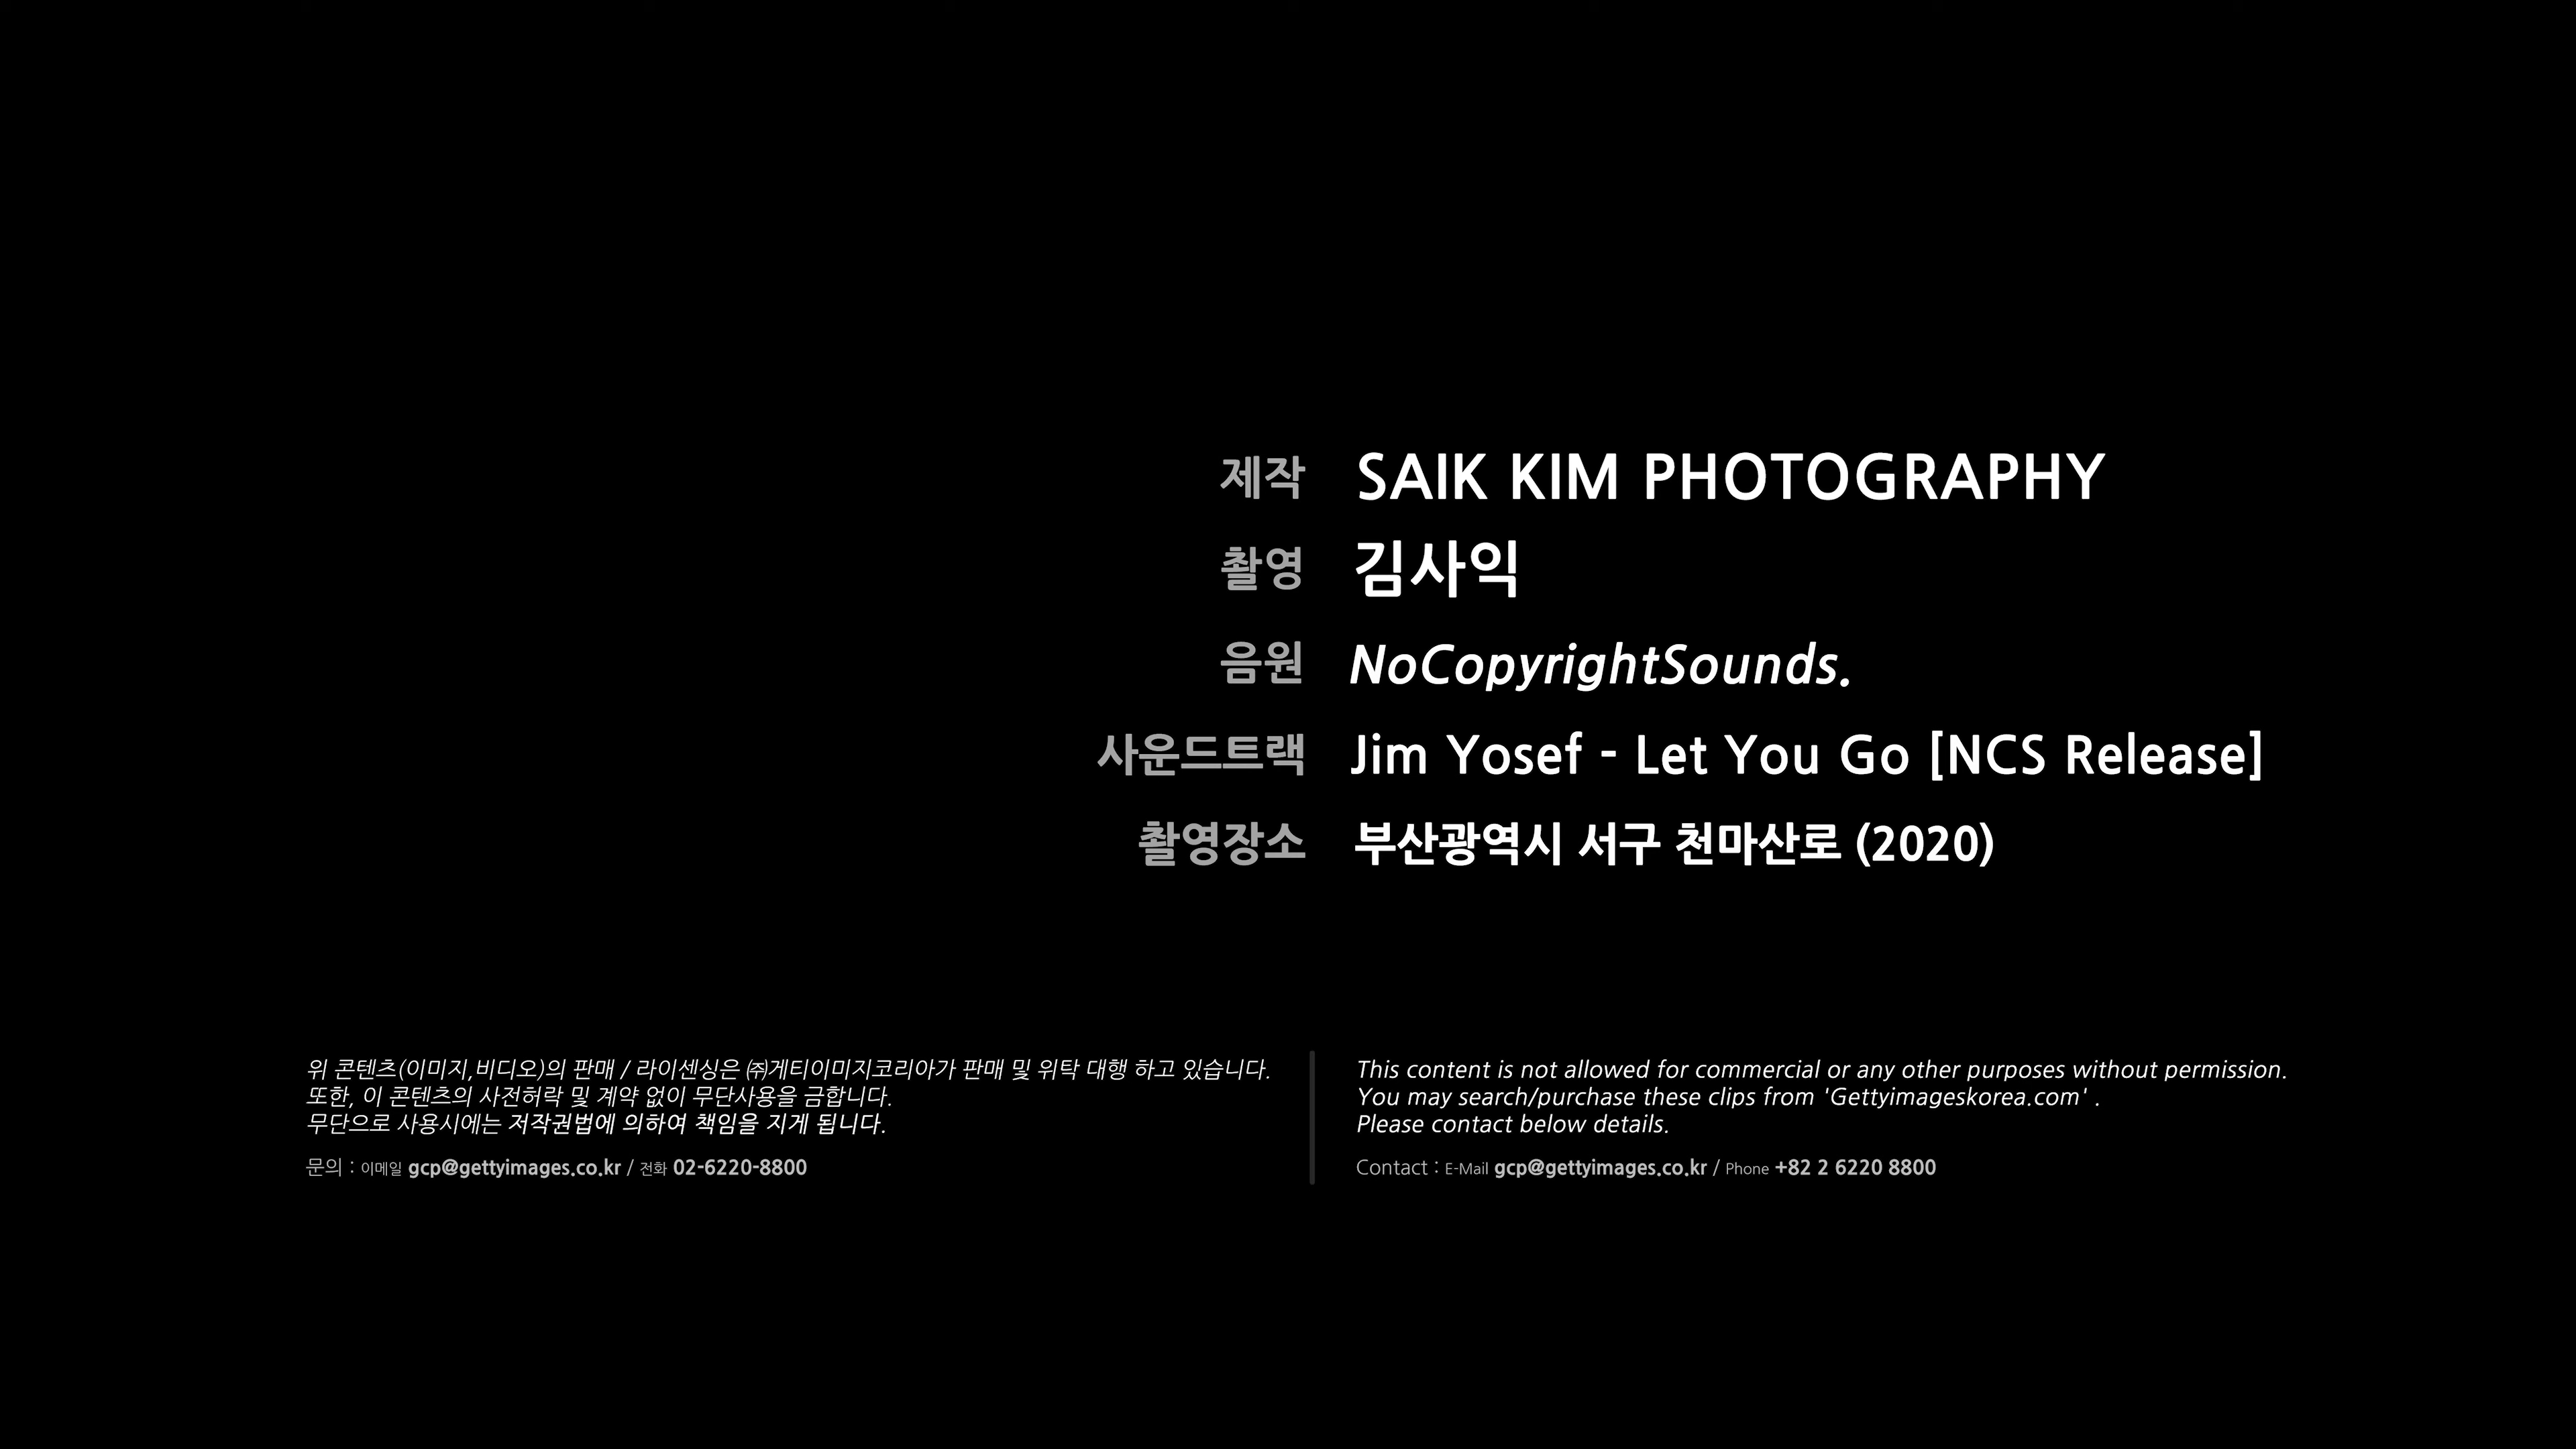 제작 SAIK KIM PHOTOGRAPHY
촬영 김사익
음원 NoCopyrightSounds.
사운드트랙 Jim Yosef - Let You Go [NCS Release]
촬영장소 부산광역시 서구 천마산로 (2020)
위 콘텐츠(이미지,비디오)의 판매 / 라이센싱은 ㈜게티이미지코리아가 판매 및 위탁 대행 하고 있습니다.
또한, 이 콘텐츠의 사전허락 및 계약 없이 무단사용을 금합니다.
무단으로 사용시에는 저작권법에 의하여 책임을 지게 됩니다.
문의 : 이메일 gcp@gettyimages.co.kr / 전화 02-6220-8800
This content is not allowed for commercial or any other purposes without permission.
You may search/purchase these clips from 'Gettyimageskorea.com' .
Please contact below details.
Contact : E-Mail gcp@gettyimages.co.kr / Phone +82 2 6220 8800